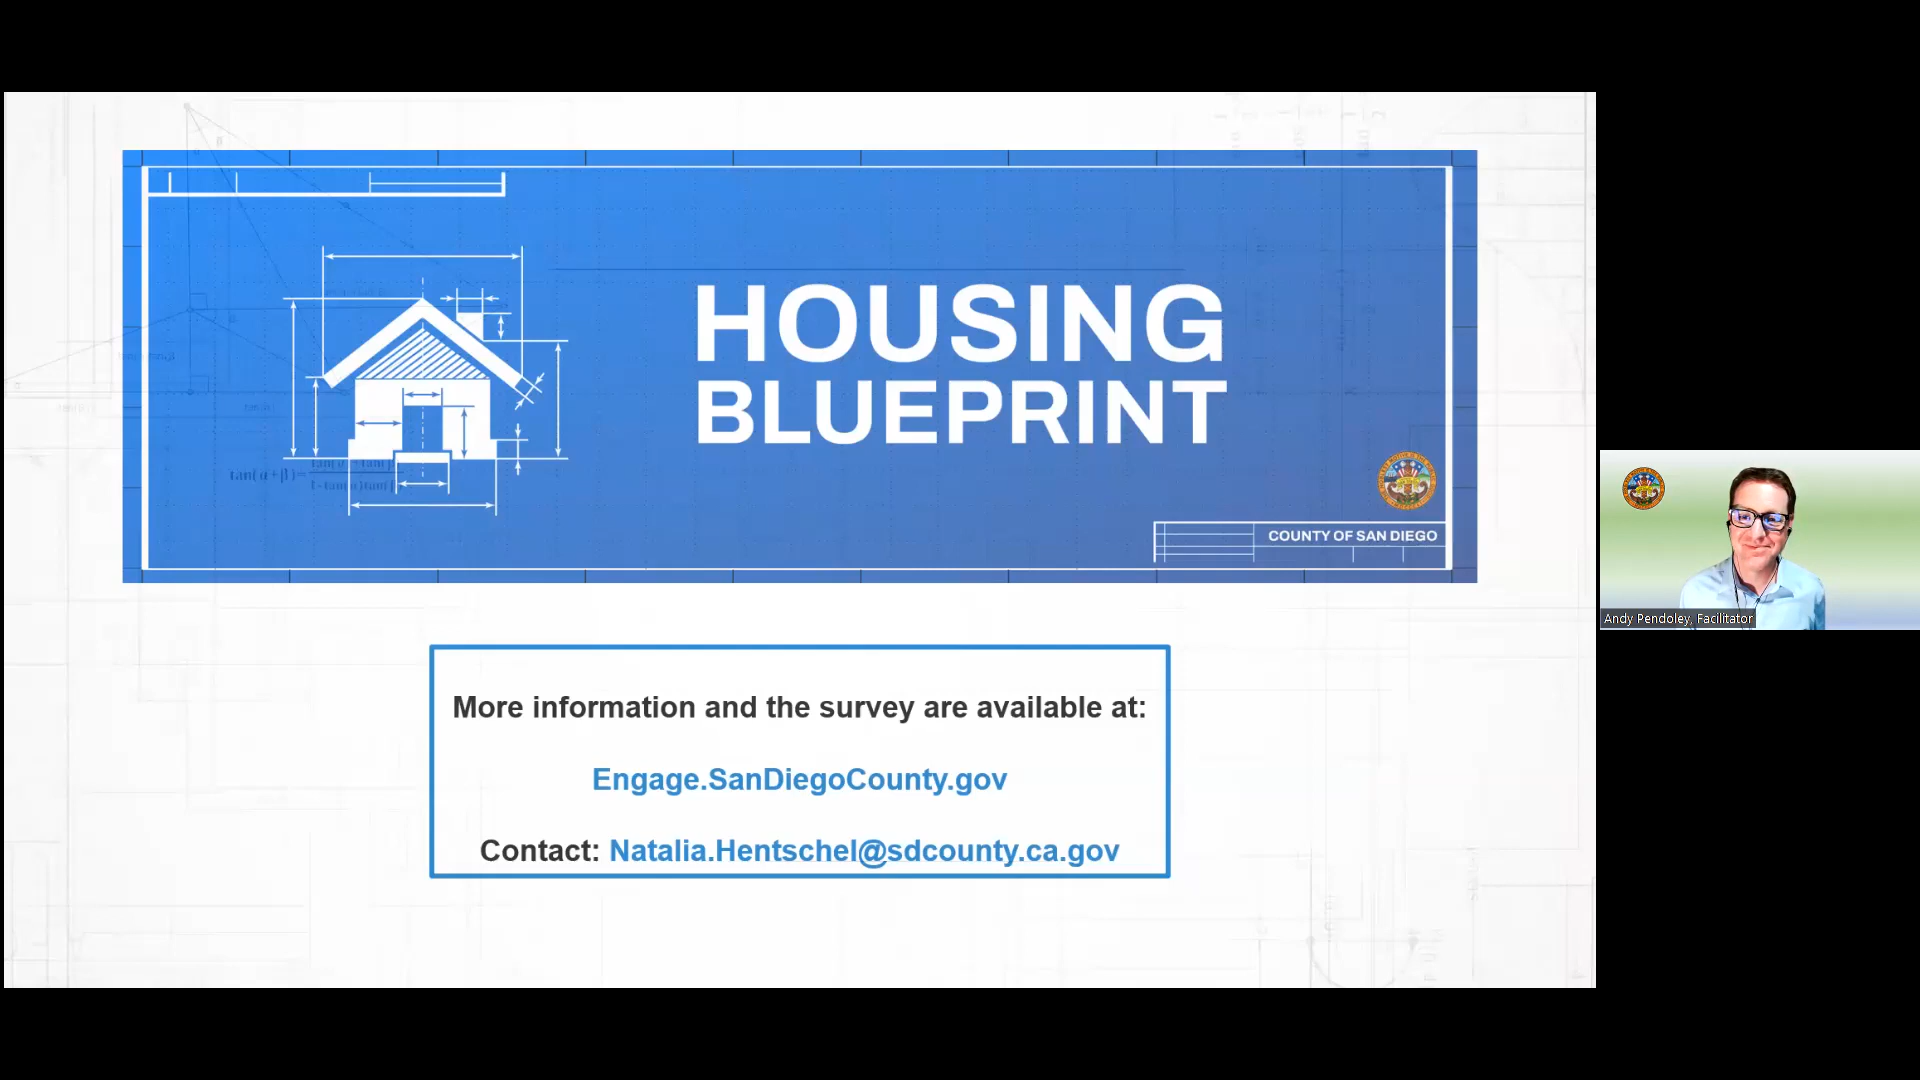 HOUSING
BLUEPRINT
tan(α+β)=
COUNTY OF SAN DIEGO
More information and the survey are available at:
Engage.SanDiegoCounty.gov
Contact: Natalia.Hentschel@sdcounty.ca.gov
Andy Pendoley, Facilitator